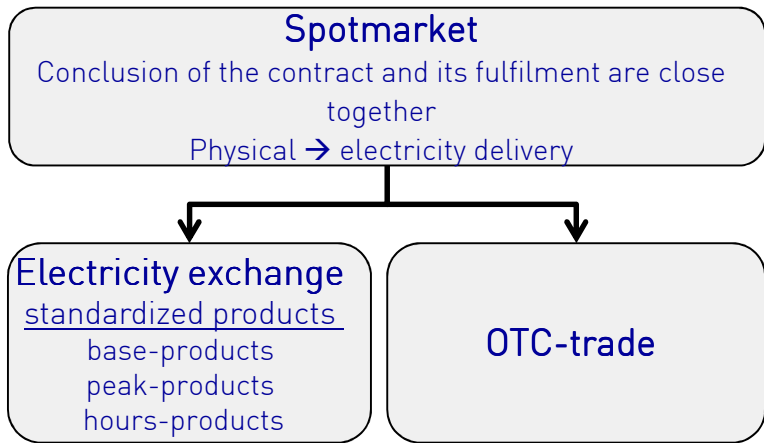 Spotmarket
Conclusion of the contract and its fulfilment are close
together
Physical → electricity delivery
Electricity exchange
standardized products
base-products
peak-products
hours-products
OTC-trade